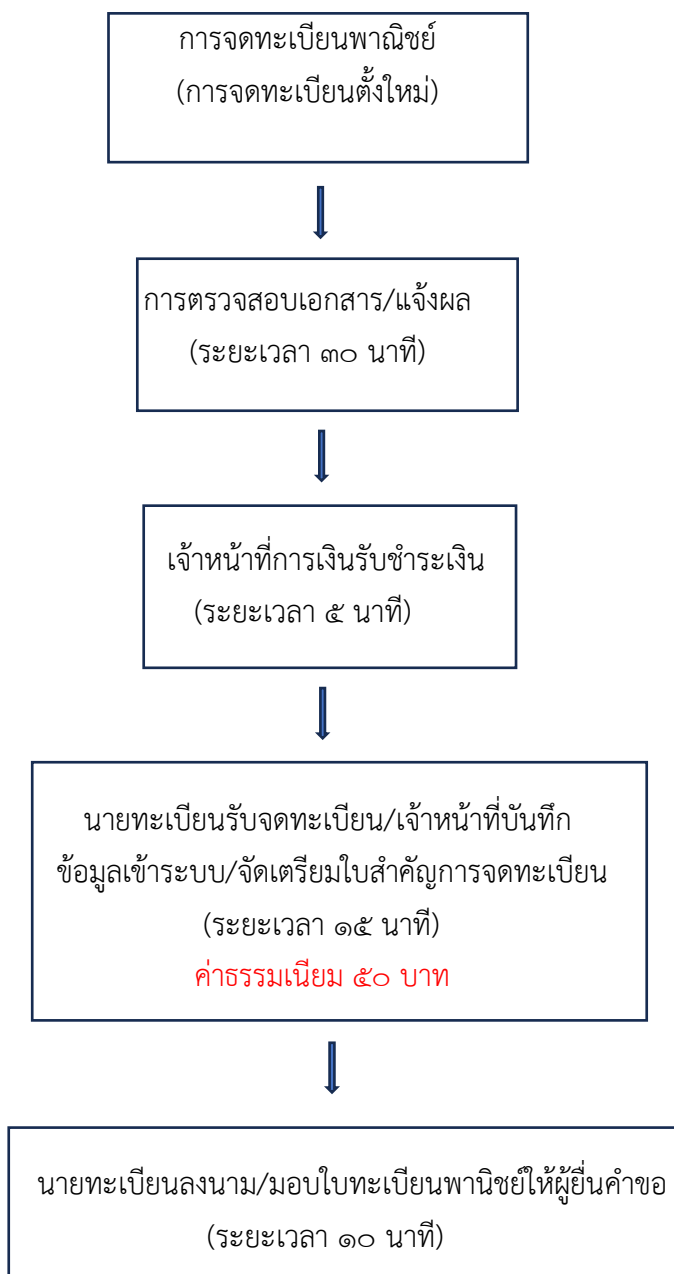 การจดทะเบียนพาณิชย์
(การจดทะเบียนตั้งใหม่)
การตรวจสอบเอกสาร/แจ้งผล
(ระยะเวลา ๓๐ นาที)
เจ้าหน้าที่การเงินรับชำระเงิน
(ระยะเวลา ๕ นาที)
นายทะเบียนรับจดทะเบียน/เจ้าหน้าที่บันทึก
ข้อมูลเข้าระบบ/จัดเตรียมใบสำคัญการจดทะเบียน
(ระยะเวลา ๑๕ นาที)
ค่าธรรมเนียม ๕๐ บาท
นายทะเบียนลงนาม/มอบใบทะเบียนพานิชย์ให้ผู้ยื่นคำขอ
(ระยะเวลา ๑๐ นาที)